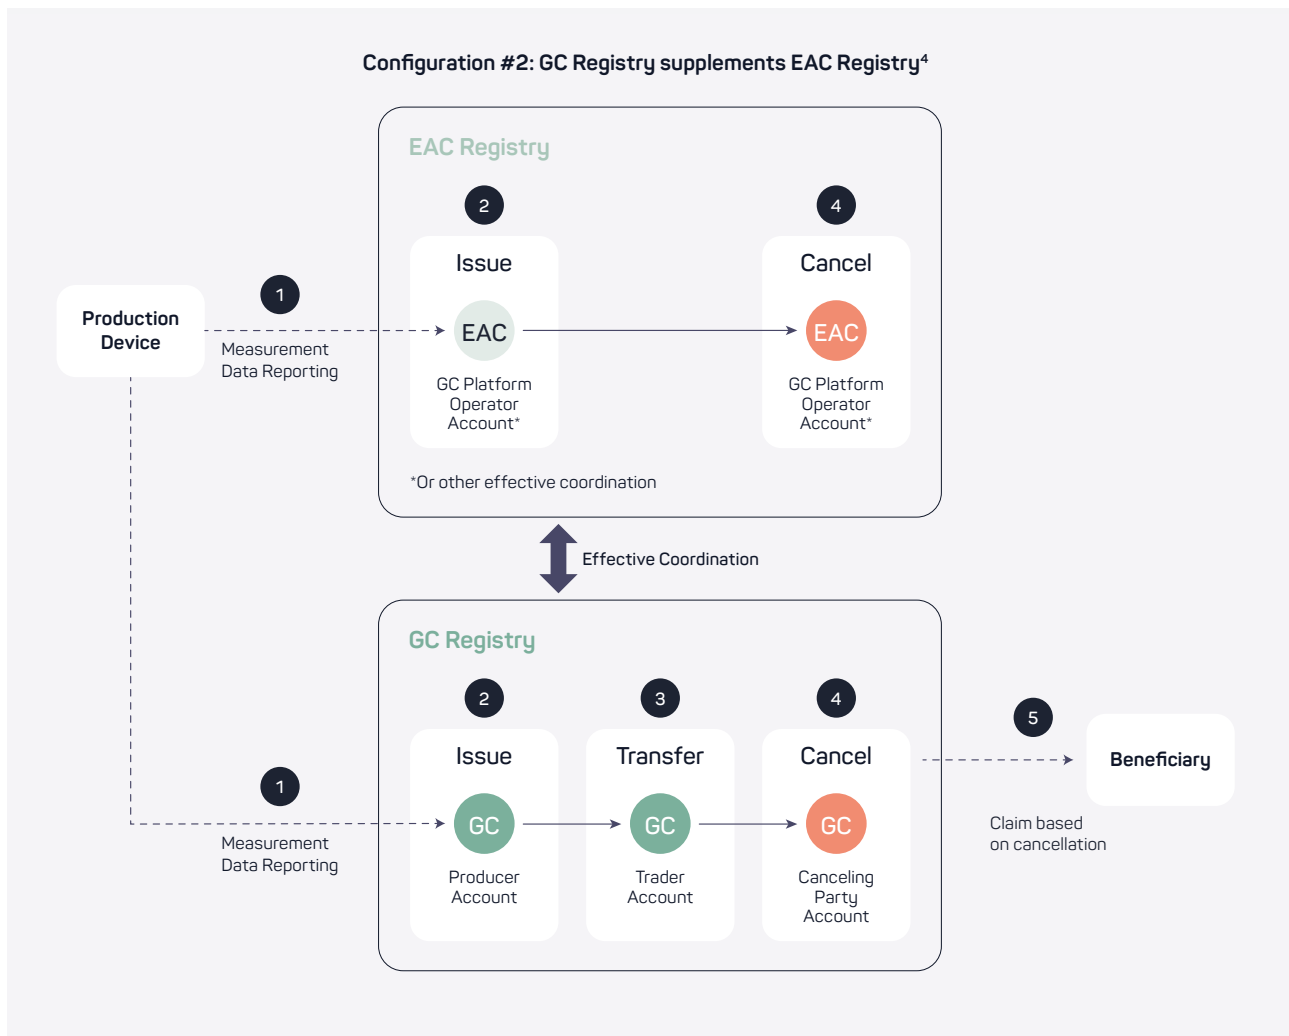 Configuration #2: GC Registry supplements EAC Registry⁴
EAC Registry
2
4
Issue
Cancel
1
Production
Device
EAC
EAC
Measurement
Data Reporting
GC Platform
Operator
Account*
GC Platform
Operator
Account*
*Or other effective coordination
Effective Coordination
GC Registry
2
3
4
5
Issue
Transfer
Cancel
Beneficiary
1
GC
GC
GC
Measurement
Data Reporting
Claim based
on cancellation
Producer
Account
Trader
Account
Canceling
Party
Account